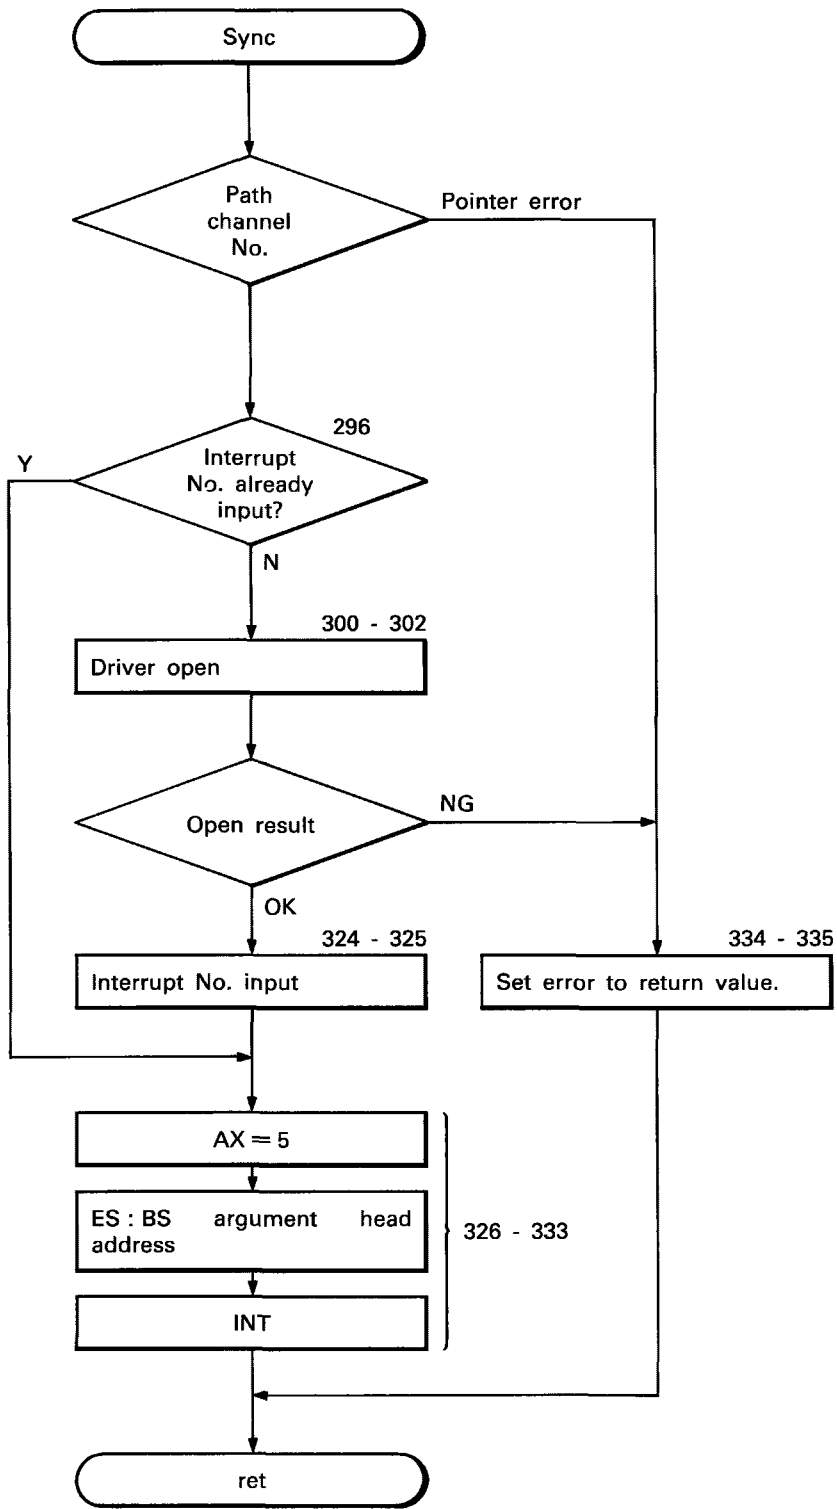 Sync
Path
channel
No.
Pointer error
296
Interrupt
No. already
input?
Y
N
300 - 302
Driver open
Open result
NG
OK
324 - 325
Interrupt No. input
334 - 335
Set error to return value.
AX = 5
ES : BS argument head
address
326 - 333
INT
ret